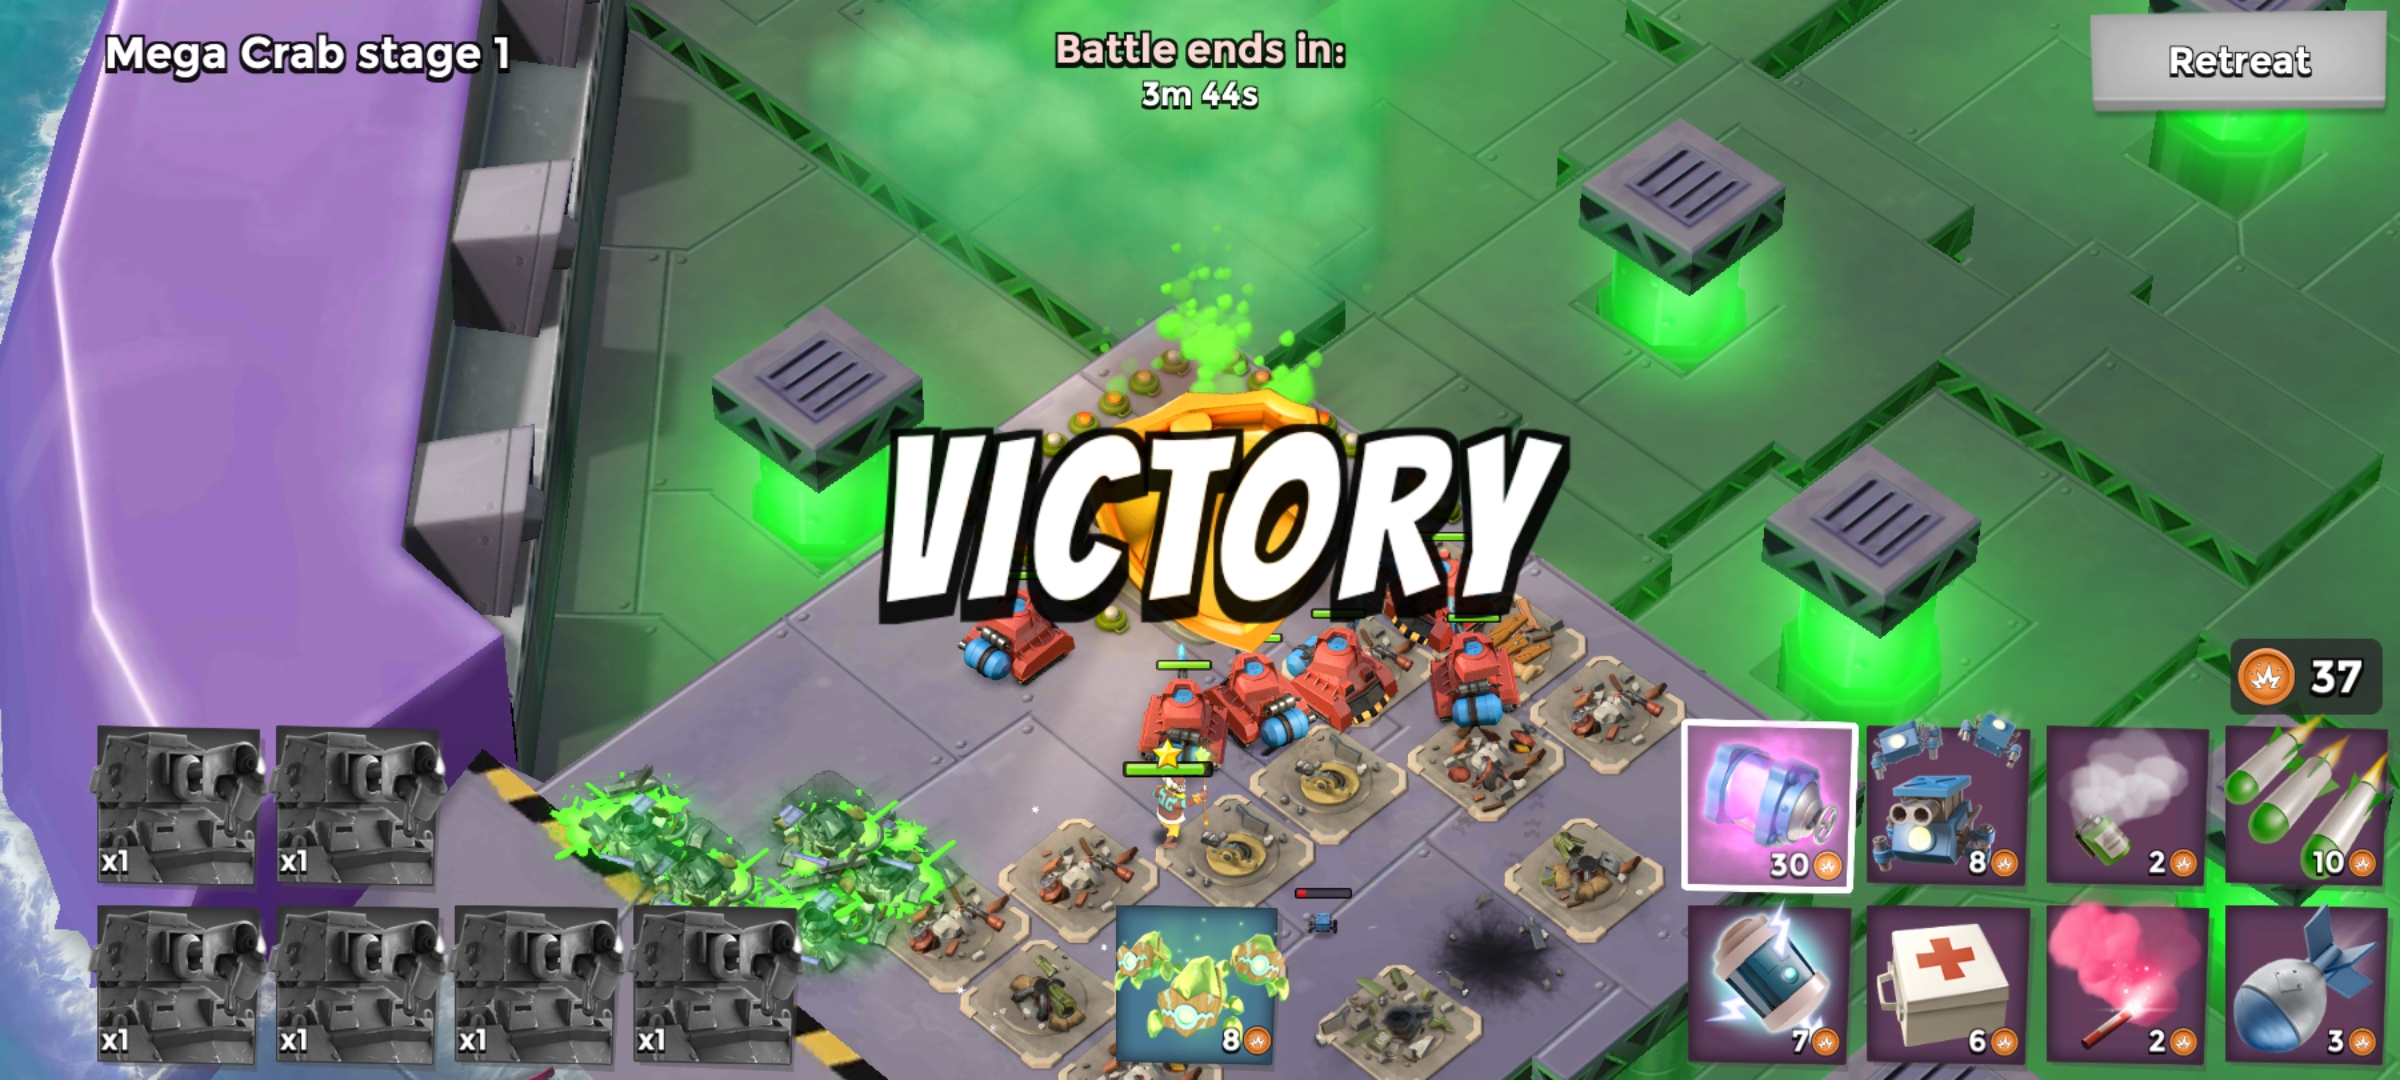 Mega Crab stage 1
Battle ends in:
3m 44s
Retreat
VICTORY
37
x1
x1
30
8
2
10
x1
x1
x1
x1
8
7
6
2
3